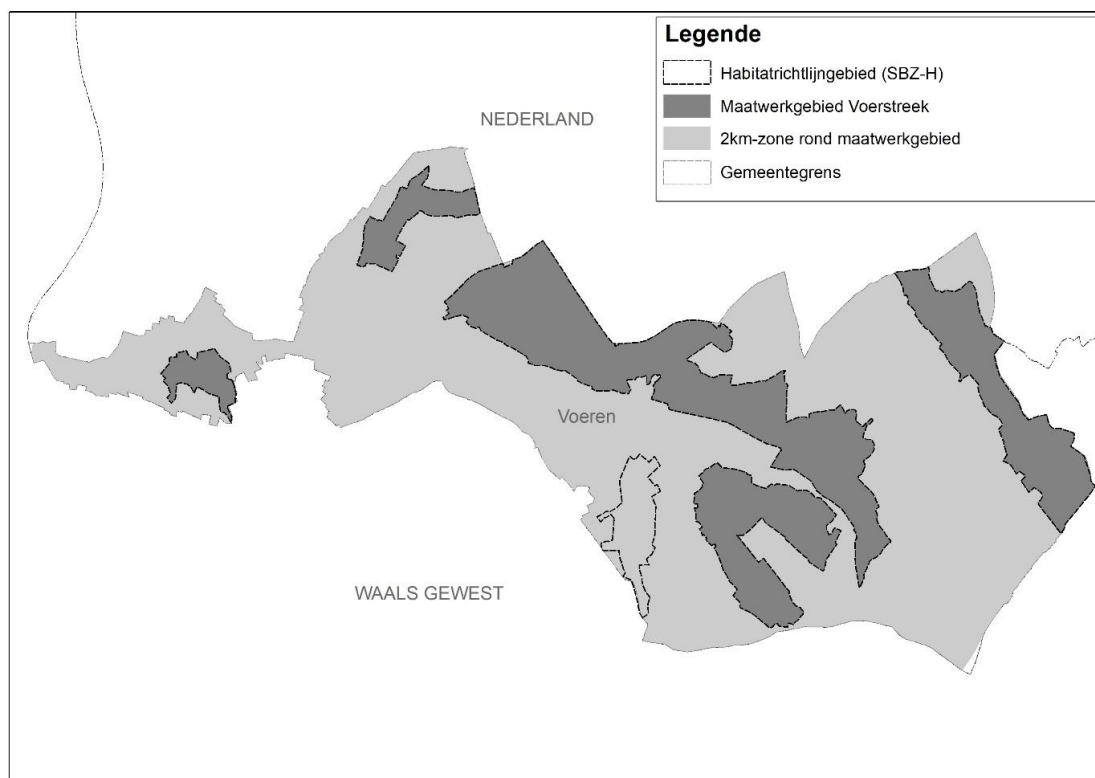 Legende
Habitatrichtlijngebied (SBZ-H)
Maatwerkgebied Voerstreek
2km-zone rond maatwerkgebied
Gemeentegrens
NEDERLAND
Voeren
WAALS GEWEST